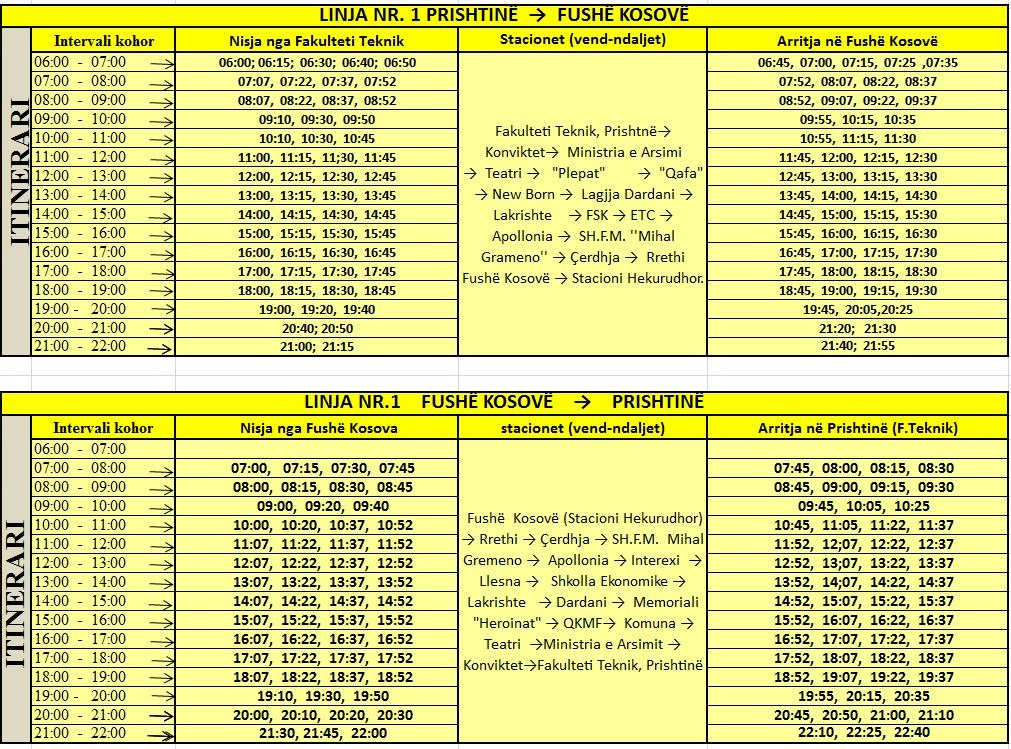 LINJA NR. 1 PRISHTINË → FUSHË KOSOVË
ITINERARI
Intervali kohor Nisja nga Fakulteti Teknik Stacionet (vend-ndaljet) Arritja në Fushë Kosovë
06:00 - 07:00 → 06:00; 06:15; 06:30; 06:40; 06:50 06:45, 07:00, 07:15, 07:25 ,07:35
07:00 - 08:00 → 07:07, 07:22, 07:37, 07:52 07:52, 08:07, 08:22, 08:37
08:00 - 09:00 → 08:07, 08:22, 08:37, 08:52 08:52, 09:07, 09:22, 09:37
09:00 - 10:00 → 09:10, 09:30, 09:50 09:55, 10:15, 10:35
10:00 - 11:00 → 10:10, 10:30, 10:45 10:55, 11:15, 11:30
11:00 - 12:00 → 11:00, 11:15, 11;30, 11:45 11:45, 12:00, 12:15, 12:30
12:00 - 13:00 → 12:00, 12:15, 12:30, 12:45 12:45, 13:00, 13:15, 13:30
13:00 - 14:00 → 13:00, 13:15, 13:30, 13:45 13:45, 14:00, 14:15, 14:30
14:00 - 15:00 → 14:00, 14:15, 14:30, 14:45 14:45, 15:00, 15:15, 15:30
15:00 - 16:00 → 15:00, 15:15, 15:30, 15:45 15:45, 16:00, 16:15, 16:30
16:00 - 17:00 → 16:00, 16:15, 16:30, 16:45 16:45, 17:00, 17:15, 17:30
17:00 - 18:00 → 17:00, 17:15, 17:30, 17:45 17:45, 18:00, 18:15, 18:30
18:00 - 19:00 → 18:00, 18:15, 18:30, 18:45 18:45, 19:00, 19:15, 19:30
19:00 - 20:00 → 19:00, 19:20, 19:40 19:45, 20:05,20:25
20:00 - 21:00 → 20:40; 20:50 21:20; 21:30
21:00 - 22:00 → 21:00; 21:15 21:40; 21:55
Fakulteti Teknik, Prishtnë→
Konviktet→ Ministria e Arsimi
→ Teatri → "Plepat" → "Qafa"
→ New Born → Lagjja Dardani →
Lakrishte → FSK → ETC →
Apollonia → SH.F.M. ''Mihal
Grameno'' → Çerdhja → Rrethi
Fushë Kosovë → Stacioni Hekurudhor.
LINJA NR.1 FUSHË KOSOVË → PRISHTINË
ITINERARI
Intervali kohor Nisja nga Fushë Kosova stacionet (vend-ndaljet) Arritja në Prishtinë (F.Teknik)
06:00 - 07:00
07:00 - 08:00 → 07:00, 07:15, 07:30, 07:45 07:45, 08:00, 08:15, 08:30
08:00 - 09:00 → 08:00, 08:15, 08:30, 08:45 08:45, 09:00, 09:15, 09:30
09:00 - 10:00 → 09:00, 09:20, 09:40 09:45, 10:05, 10:25
10:00 - 11:00 → 10:00, 10:20, 10:37, 10:52 10:45, 11:05, 11:22, 11:37
11:00 - 12:00 → 11:07, 11:22, 11:37, 11:52 11:52, 12;07, 12:22, 12:37
12:00 - 13:00 → 12:07, 12:22, 12:37, 12:52 12:52, 13;07, 13:22, 13:37
13:00 - 14:00 → 13:07, 13:22, 13:37, 13:52 13:52, 14;07, 14:22, 14:37
14:00 - 15:00 → 14:07, 14:22, 14:37, 14:52 14:52, 15:07, 15:22, 15:37
15:00 - 16:00 → 15:07, 15:22, 15:37, 15:52 15:52, 16:07, 16:22, 16:37
16:00 - 17:00 → 16:07, 16:22, 16:37, 16:52 16:52, 17:07, 17:22, 17:37
17:00 - 18:00 → 17:07, 17:22, 17:37, 17:52 17:52, 18:07, 18:22, 18:37
18:00 - 19:00 → 18:07, 18:22, 18:37, 18:52 18:52, 19:07, 19:22, 19:37
19:00 - 20:00 → 19:10, 19:30, 19:50 19:55, 20:15, 20:35
20:00 - 21:00 → 20:00, 20:10, 20:20, 20:30 20:45, 20:50, 21:00, 21:10
21:00 - 22:00 → 21:30, 21:45, 22:00 22:10, 22:25, 22:40
Fushë Kosovë (Stacioni Hekurudhor)
→ Rrethi → Çerdhja → SH.F.M. Mihal
Gremeno → Apollonia → Interexi →
Llesna → Shkolla Ekonomike →
Lakrishte → Dardani → Memoriali
"Heroinat" → QKMF→ Komuna →
Teatri →Ministria e Arsimit →
Konviktet→Fakulteti Teknik, Prishtinë